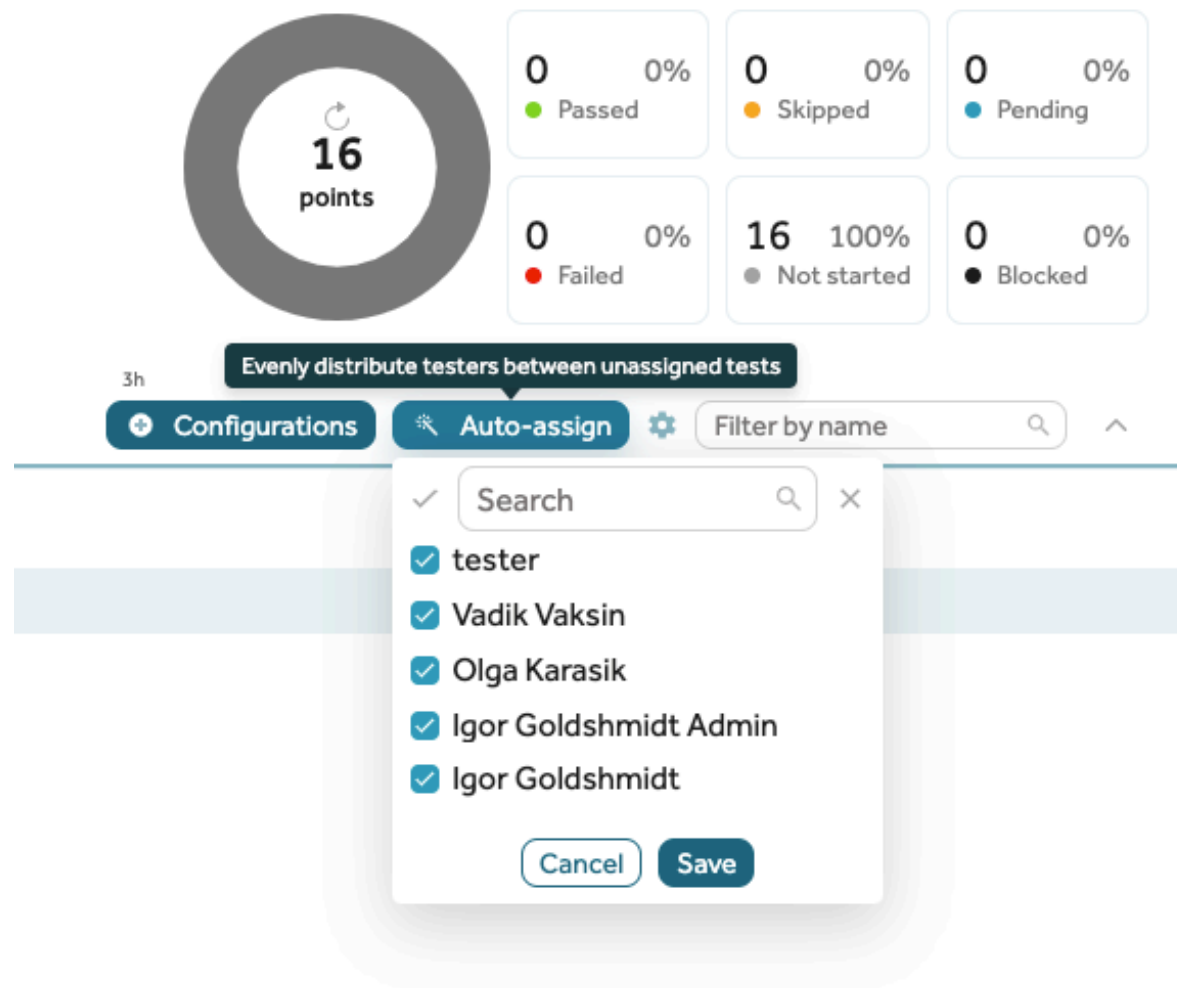 16
points
0 0%
Passed
0 0%
Skipped
0 0%
Pending
0 0%
Failed
16 100%
Not started
0 0%
Blocked
Evenly distribute testers between unassigned tests
3h
Configurations
Auto-assign
Filter by name
Search
tester
Vadik Vaksin
Olga Karasik
Igor Goldshmidt Admin
Igor Goldshmidt
Cancel
Save